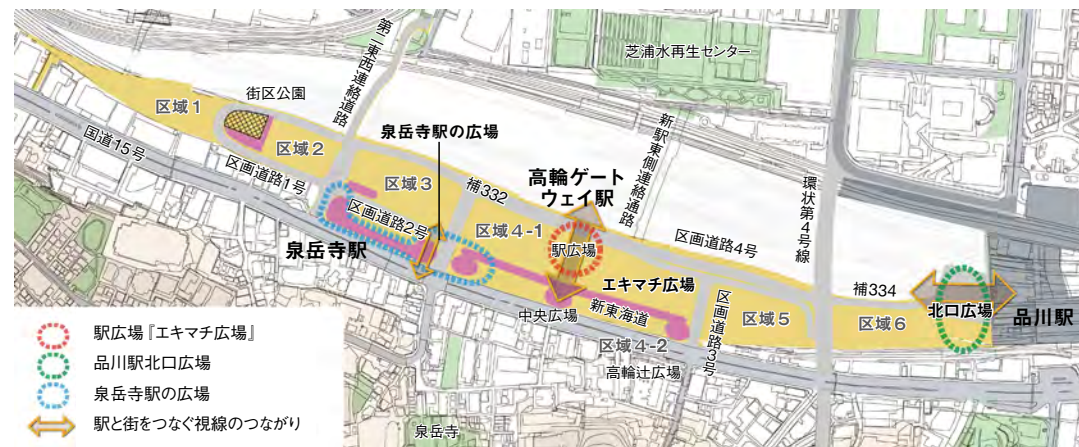 芝浦水再生センター
第二東西連絡道路
街区公園
区域1
区域2
泉岳寺駅の広場
新駅東側連絡通路
環状第4号線
国道15号
区画道路1号
区域3
補332
高輪ゲート
ウェイ駅
区画道路2号
区域4-1
駅広場
区画道路4号
泉岳寺駅
エキマチ広場
補334
北口広場
品川駅
中央広場
新東海道
区画道路3号
区域5
区域6
区域4-2
高輪辻広場
泉岳寺
駅広場『エキマチ広場』
品川駅北口広場
泉岳寺駅の広場
駅と街をつなぐ視線のつながり